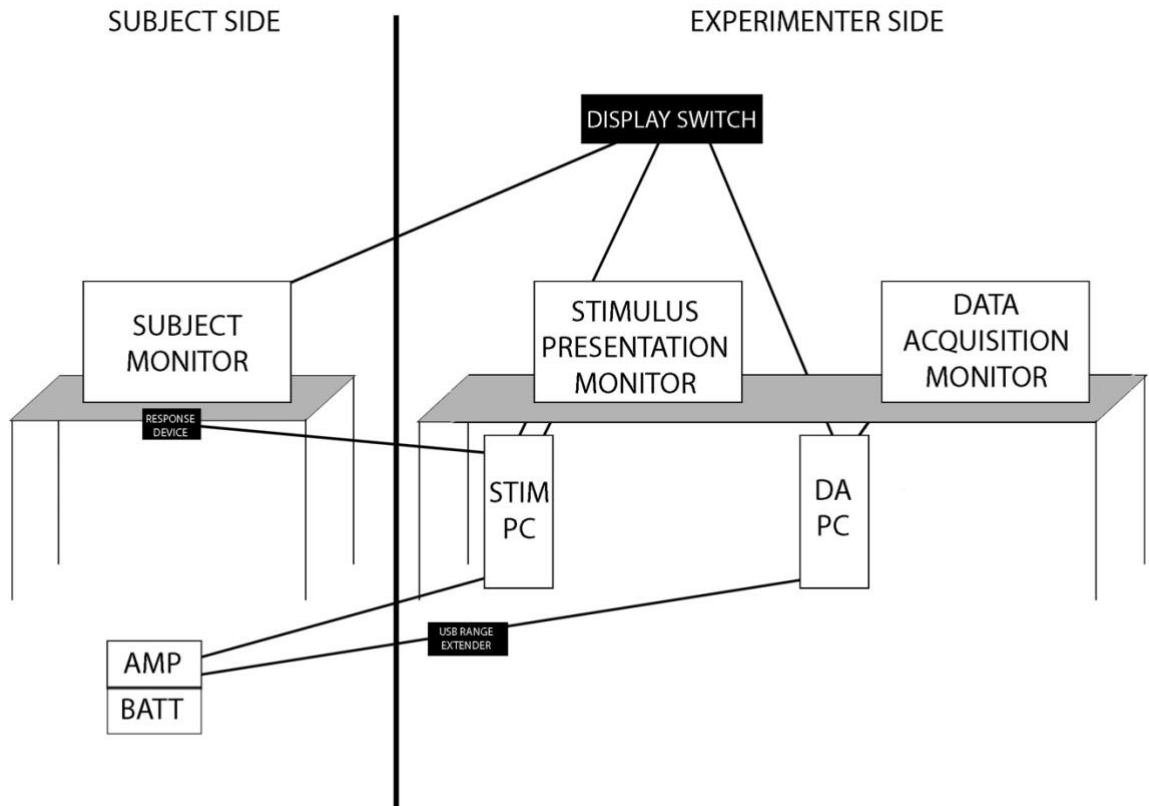 SUBJECT SIDE
EXPERIMENTER SIDE
DISPLAY SWITCH
SUBJECT
MONITOR
STIMULUS
PRESENTATION
MONITOR
DATA
ACQUISITION
MONITOR
RESPONSE
DEVICE
STIM
PC
DA
PC
USB RANGE
EXTENDER
AMP
BATT